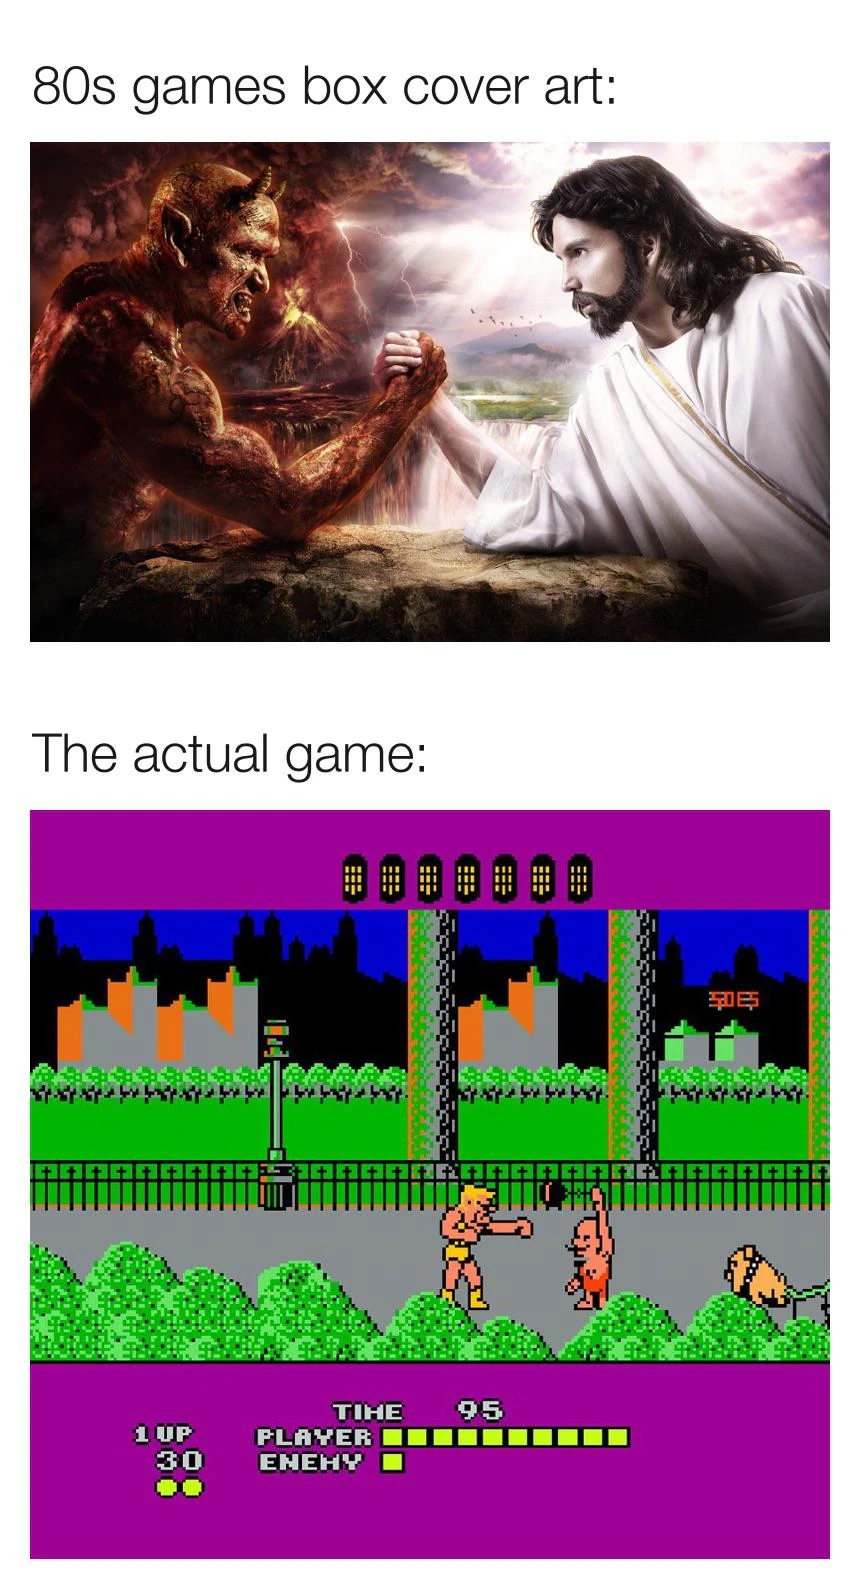 80s games box cover art:
The actual game:
TIME 95
1 UP
PLAYER
30
ENEMY